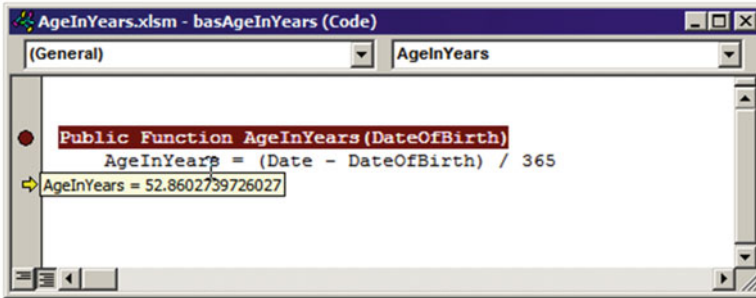 AgeInYears.xlsm - basAgeInYears (Code)
(General) AgeInYears
Public Function AgeInYears(DateOfBirth)
AgeInYears = (Date - DateOfBirth) / 365
AgeInYears = 52.8602739726027